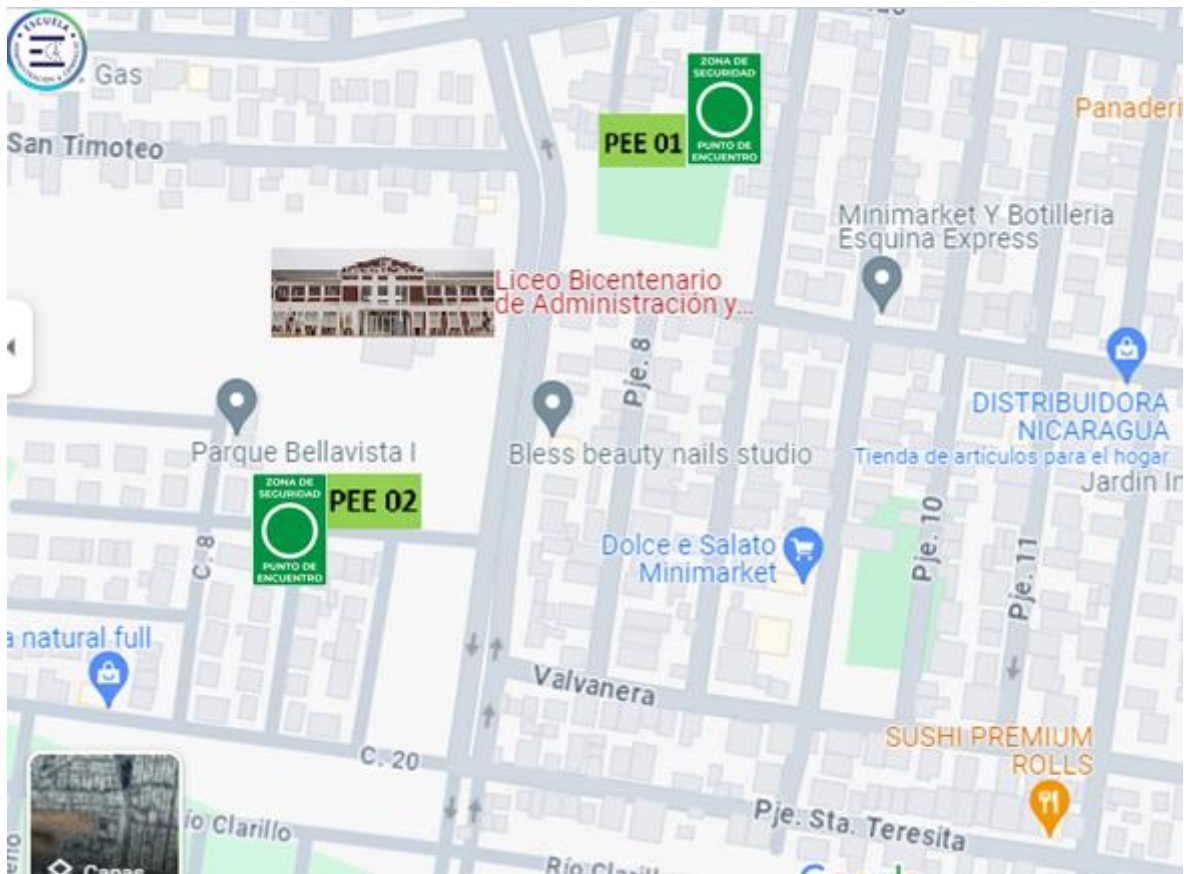 ESCUELA
Gas
San Timoteo
ZONA DE
SEGURIDAD
PUNTO DE
ENCUENTRO
PEE 01
Panaderi
Minimarket Y Botilleria
Esquina Express
Liceo Bicentenario
de Administración y...
Pje. 8
DISTRIBUIDORA
NICARAGUA
Tienda de artículos para el hogar
Jardin In
Parque Bellavista I
Bless beauty nails studio
ZONA DE
SEGURIDAD
PUNTO DE
ENCUENTRO
PEE 02
C. 8
Dolce e Salato
Minimarket
Pje. 10
Pje. 11
a natural full
Valvanera
SUSHI PREMIUM
ROLLS
C. 20
Pje. Sta. Teresita
ío Clarillo
Río Clarill
Capas